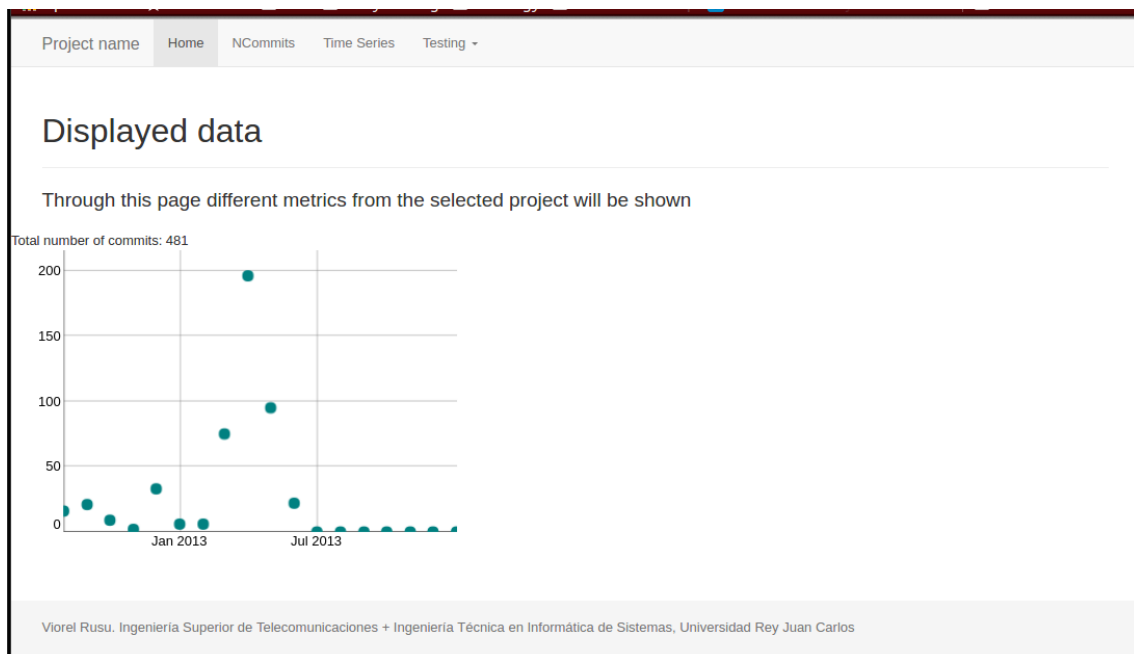 Project name Home NCommits Time Series Testing
Displayed data
Through this page different metrics from the selected project will be shown
Total number of commits: 481
200
150
100
50
0
Jan 2013 Jul 2013
Viorel Rusu. Ingeniería Superior de Telecomunicaciones + Ingeniería Técnica en Informática de Sistemas, Universidad Rey Juan Carlos